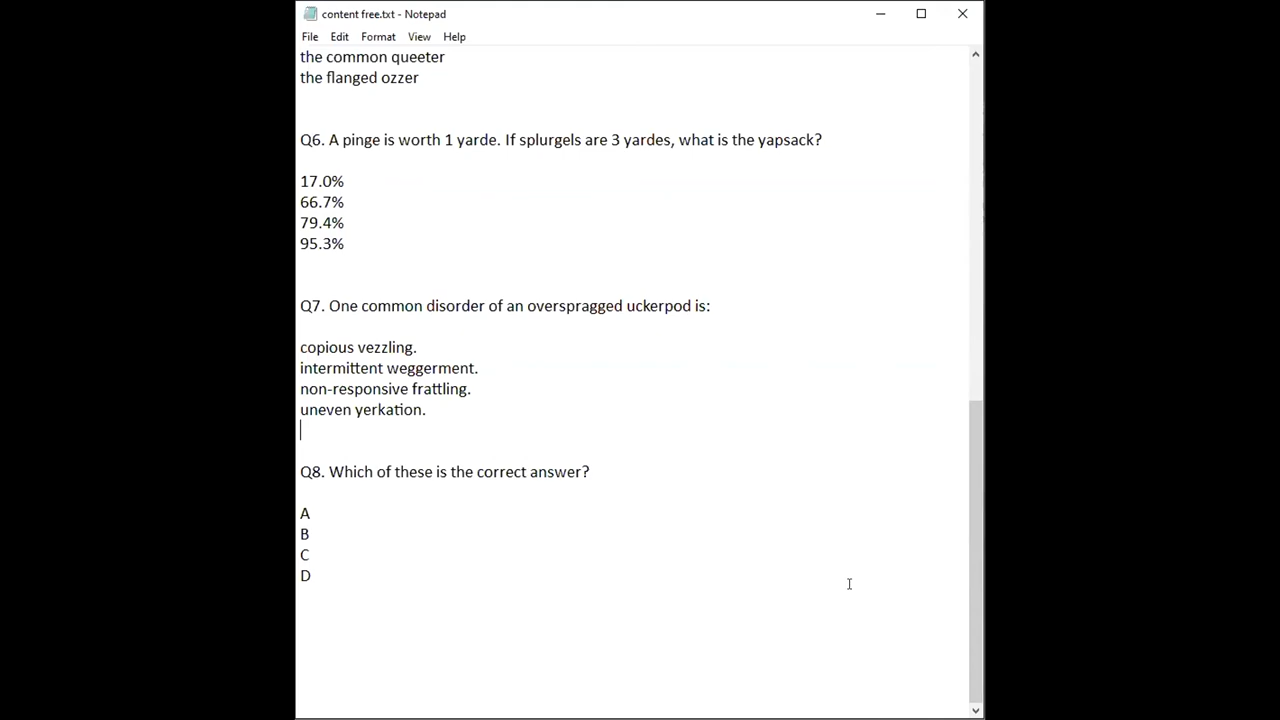 content free.txt - Notepad
File Edit Format View Help
the common queeter
the flanged ozzer
Q6. A pinge is worth 1 yarde. If splurgels are 3 yardes, what is the yapsack?
17.0%
66.7%
79.4%
95.3%
Q7. One common disorder of an overspragged uckerpod is:
copious vezzling.
intermittent weggerment.
non-responsive frattling.
uneven yerkation.
Q8. Which of these is the correct answer?
A
B
C
D